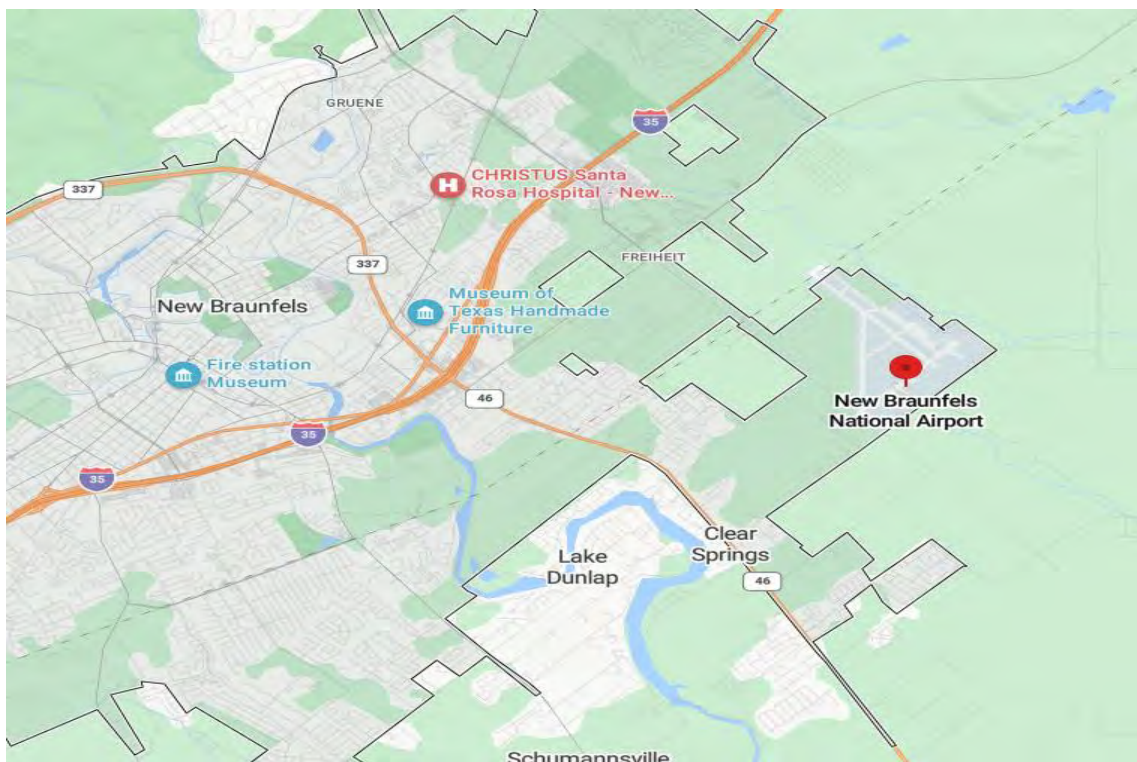 GRUENE
35
CHRISTUS Santa
Rosa Hospital - New...
337
337
FREIHEIT
New Braunfels
Museum of
Texas Handmade
Furniture
Fire station
Museum
46
New Braunfels
National Airport
35
35
Clear
Springs
Lake
Dunlap
46
Schumannsville